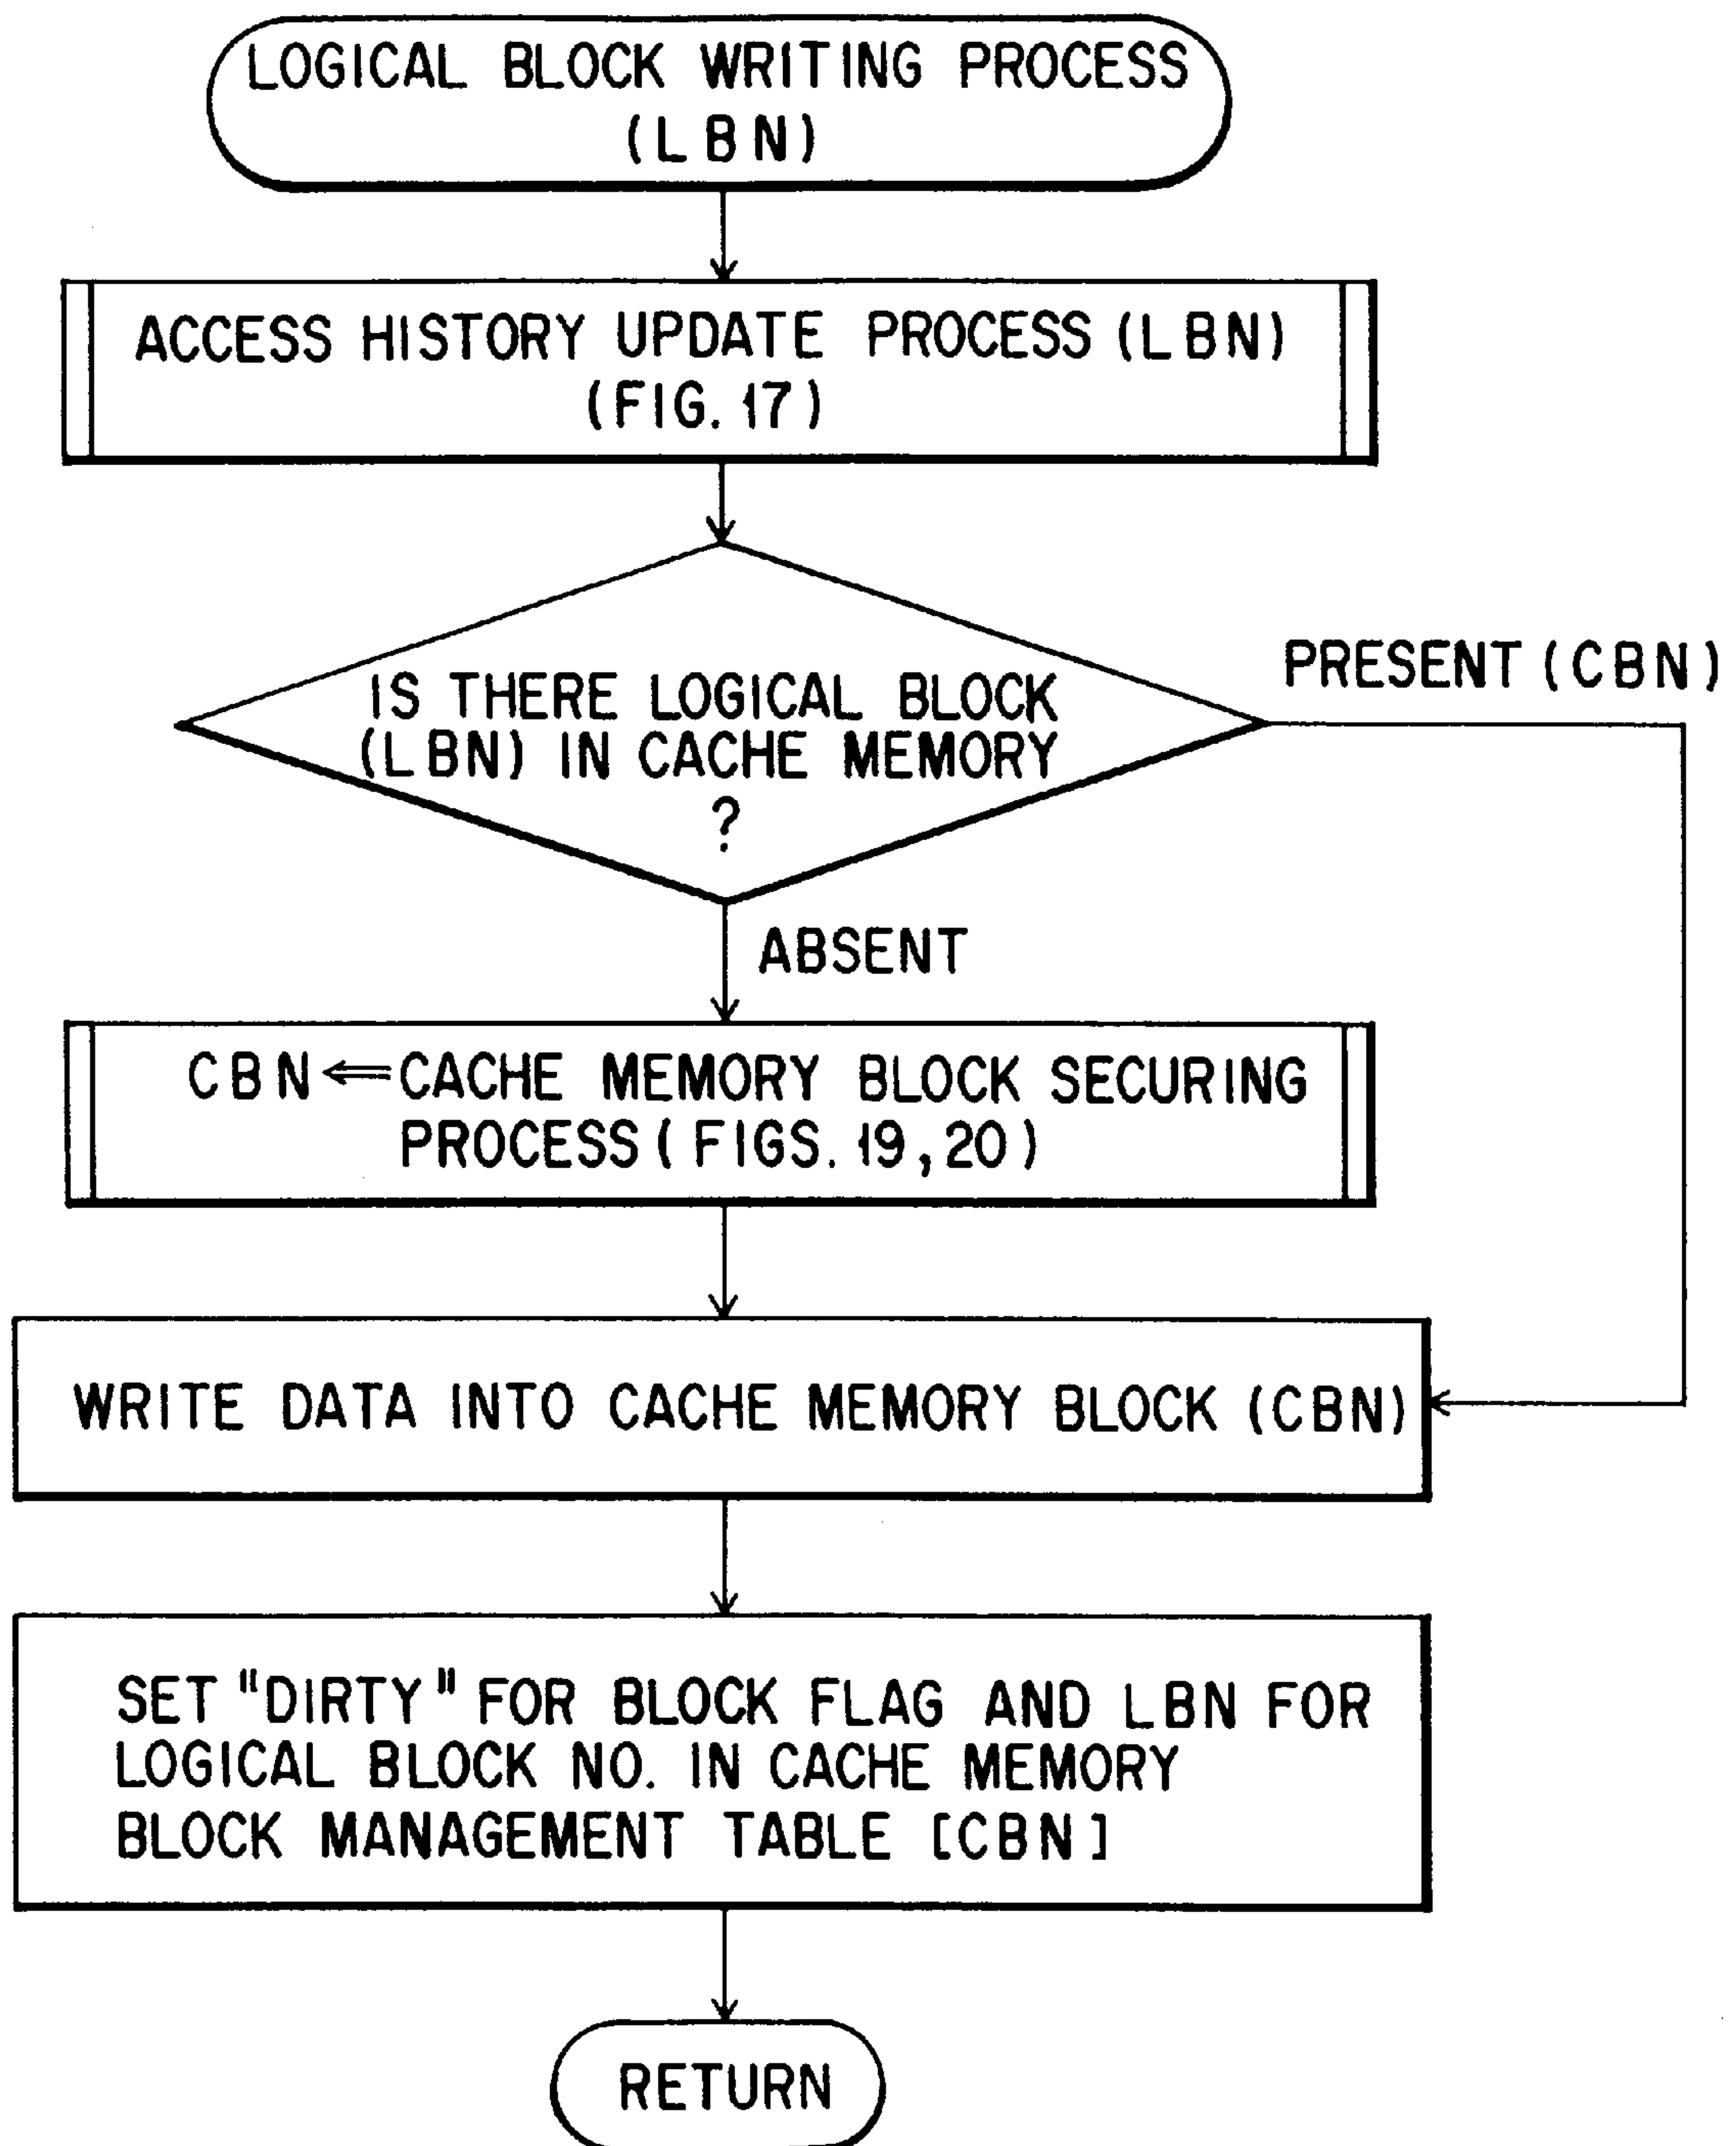 LOGICAL BLOCK WRITING PROCESS
(LBN)
ACCESS HISTORY UPDATE PROCESS (LBN)
(FIG. 17)
IS THERE LOGICAL BLOCK
(LBN) IN CACHE MEMORY
?
PRESENT (CBN)
ABSENT
CBN ⇐ CACHE MEMORY BLOCK SECURING
PROCESS (FIGS. 19, 20)
WRITE DATA INTO CACHE MEMORY BLOCK (CBN)
SET "DIRTY" FOR BLOCK FLAG AND LBN FOR
LOGICAL BLOCK NO. IN CACHE MEMORY
BLOCK MANAGEMENT TABLE [CBN]
RETURN